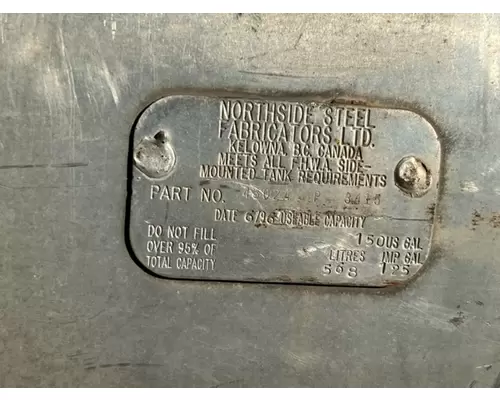 NORTHSIDE STEEL
FABRICATORS LTD.
KELOWNA B.C. CANADA
MEETS ALL FHWA SIDE-
MOUNTED TANK REQUIREMENTS
PART NO.
DATE 6/96 USEABLE CAPACITY
DO NOT FILL
OVER 95% OF
TOTAL CAPACITY
150 US GAL
LITRES IMP GAL
568 125